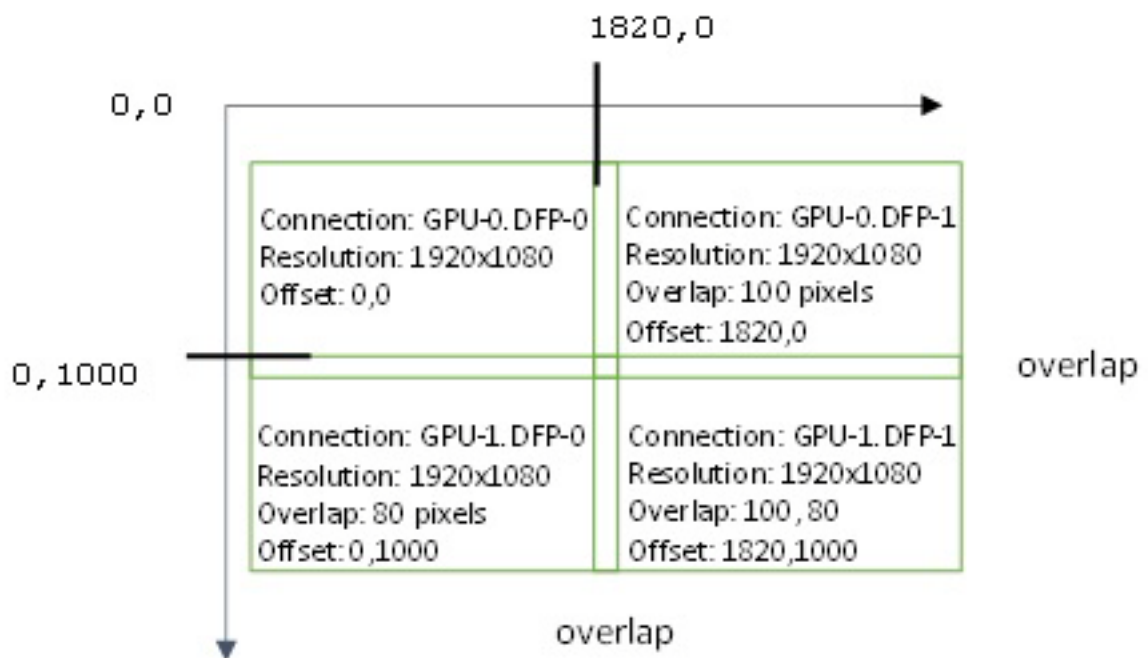 1820,0
0,0
Connection: GPU-0.DFP-0
Resolution: 1920x1080
Offset: 0,0
Connection: GPU-0.DFP-1
Resolution: 1920x1080
Overlap: 100 pixels
Offset: 1820,0
0,1000
overlap
Connection: GPU-1.DFP-0
Resolution: 1920x1080
Overlap: 80 pixels
Offset: 0,1000
Connection: GPU-1.DFP-1
Resolution: 1920x1080
Overlap: 100, 80
Offset: 1820,1000
overlap